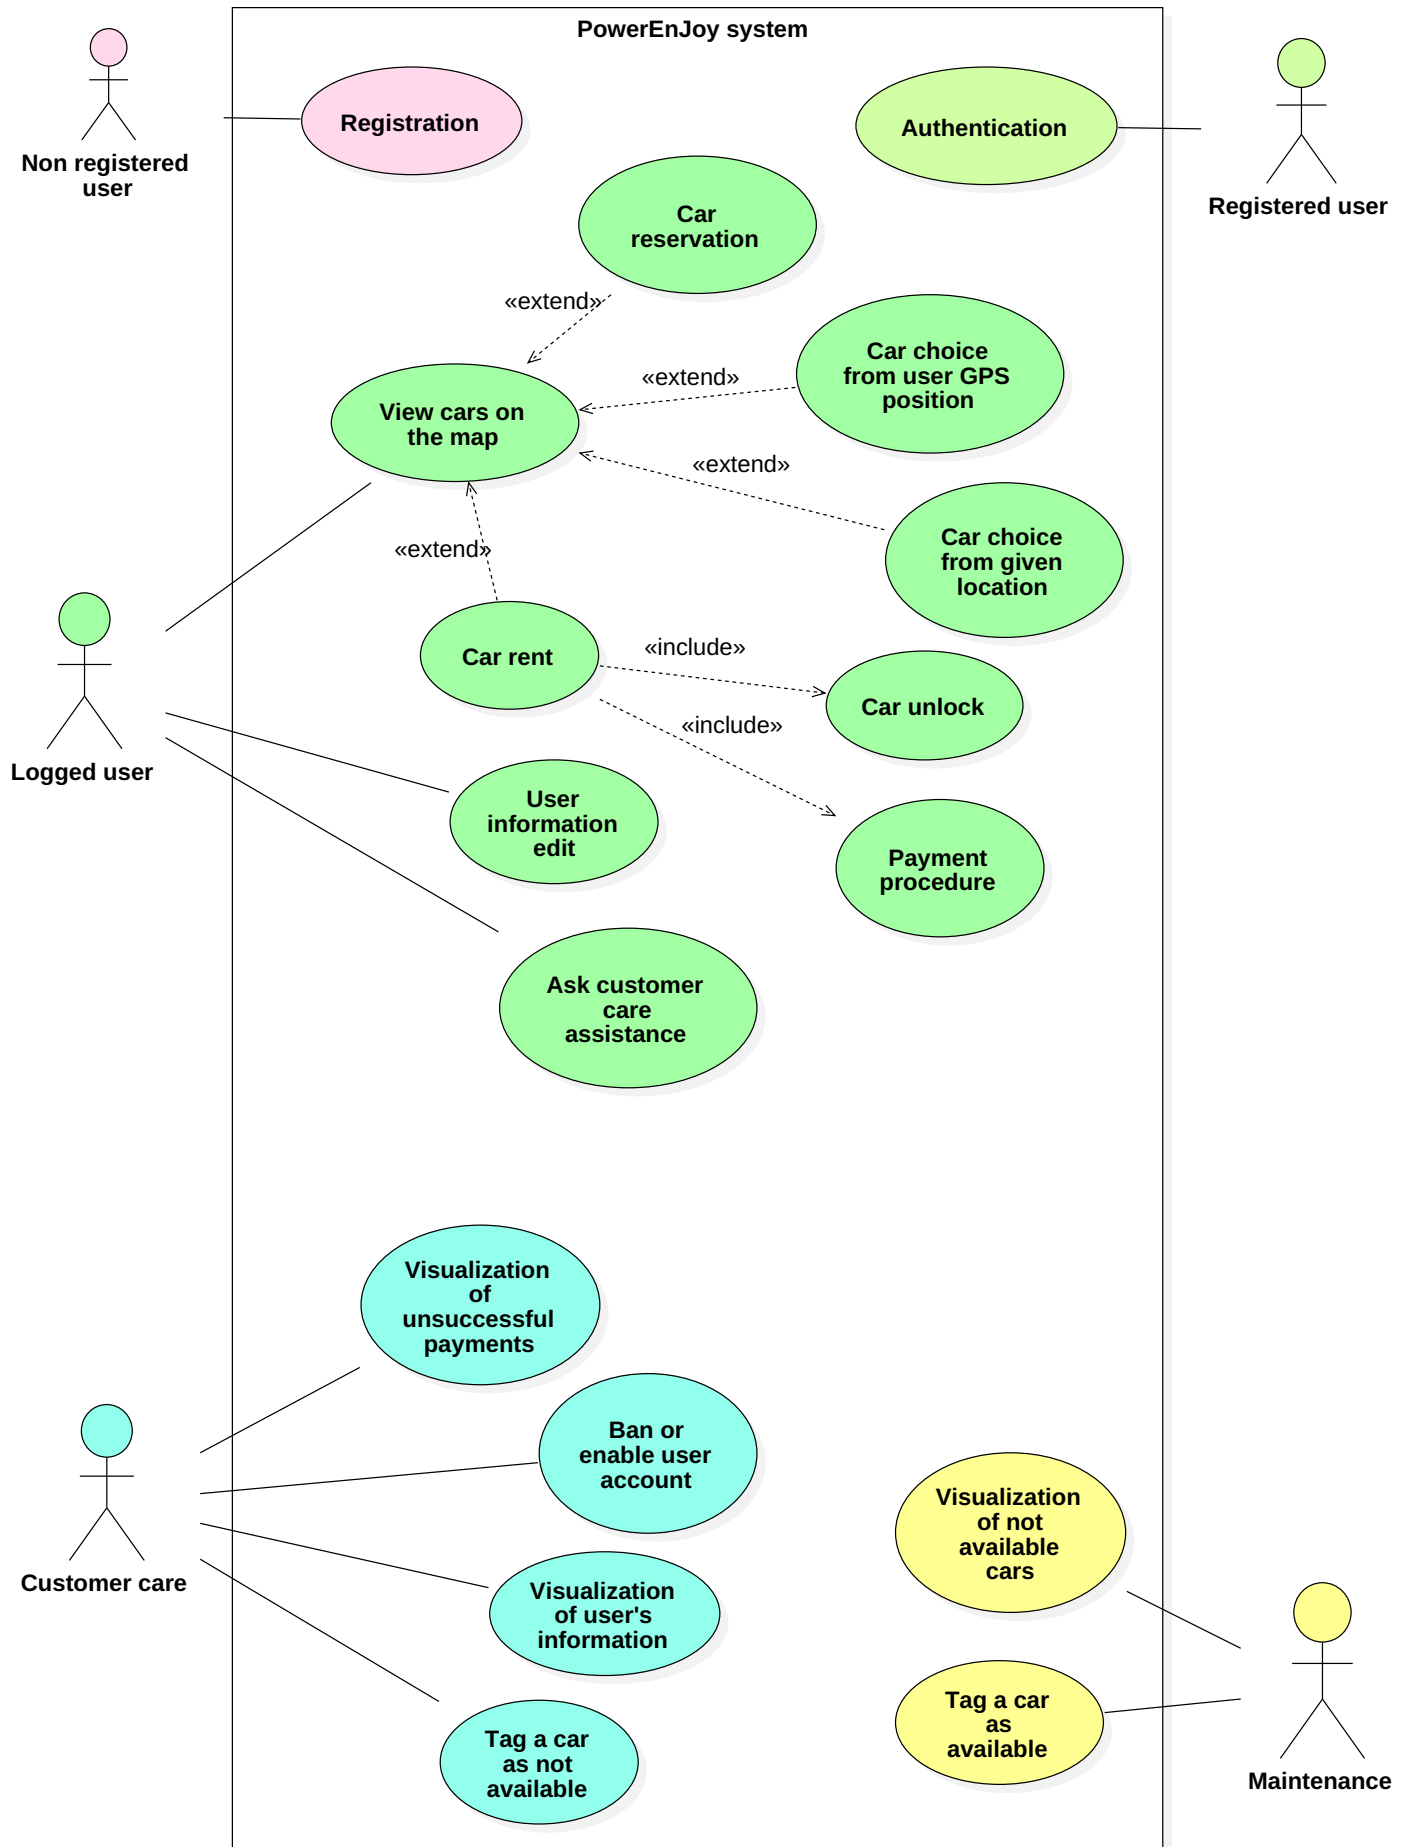 PowerEnJoy system
Registration
Authentication
Non registered
user
Registered user
Car
reservation
«extend»
Car choice
from user GPS
position
«extend»
View cars on
the map
«extend»
Car choice
from given
location
«extend»
Car rent
«include»
Car unlock
«include»
Logged user
User
information
edit
Payment
procedure
Ask customer
care
assistance
Visualization
of
unsuccessful
payments
Ban or
enable user
account
Visualization
of not
available
cars
Customer care
Visualization
of user's
information
Tag a car
as
available
Tag a car
as not
available
Maintenance